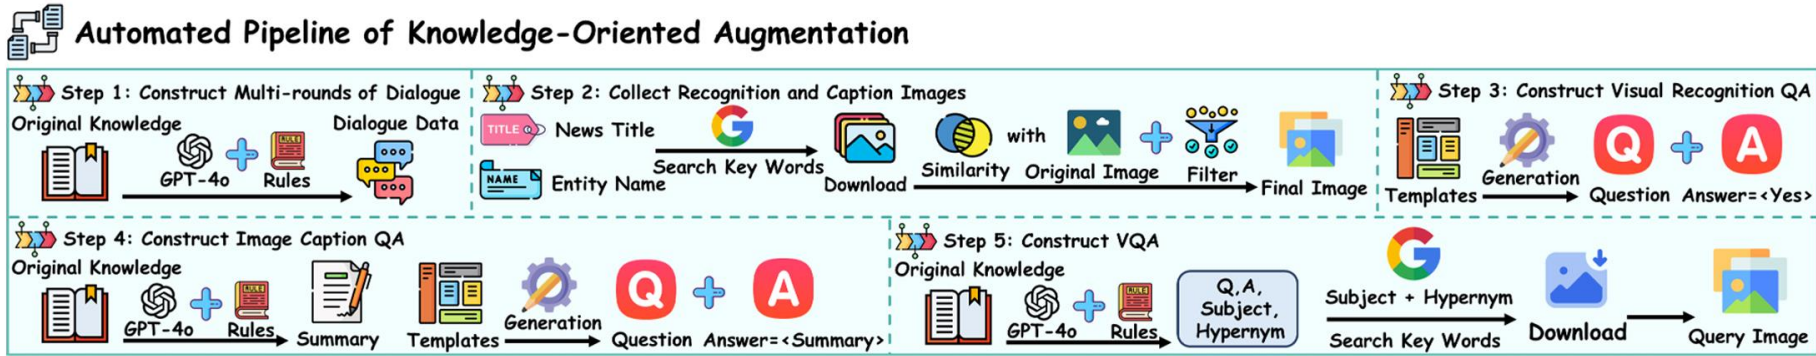 Automated Pipeline of Knowledge-Oriented Augmentation
Step 1: Construct Multi-rounds of Dialogue
Original Knowledge
Dialogue Data
RULE
GPT-4o
Rules
Step 2: Collect Recognition and Caption Images
TITLE
News Title
NAME
Entity Name
Search Key Words
Download
Similarity
with
Original Image
Filter
Final Image
Step 3: Construct Visual Recognition QA
Templates
Generation
Q
A
Question
Answer=<Yes>
Step 4: Construct Image Caption QA
Original Knowledge
RULE
GPT-4o
Rules
Summary
Templates
Generation
Q
A
Question
Answer=<Summary>
Step 5: Construct VQA
Original Knowledge
RULE
GPT-4o
Rules
Q,A,
Subject,
Hypernym
Subject + Hypernym
Search Key Words
Download
Query Image